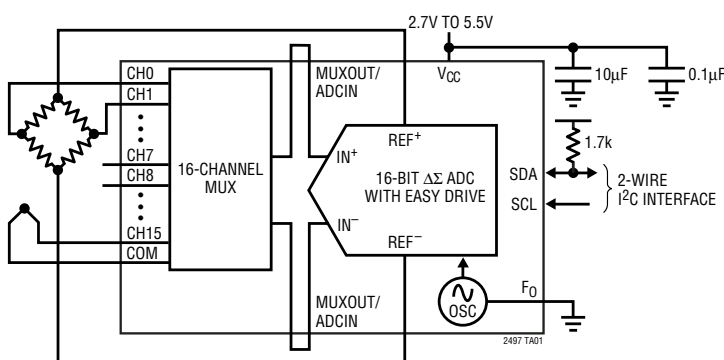 2.7V TO 5.5V
CH0
CH1
CH7
CH8
CH15
COM
16-CHANNEL
MUX
MUXOUT/
ADCIN
MUXOUT/
ADCIN
VCC
10µF
0.1µF
1.7k
IN+
IN–
REF+
16-BIT ΔΣ ADC
WITH EASY DRIVE
REF–
SDA
SCL
2-WIRE
I2C INTERFACE
OSC
FO
2497 TA01